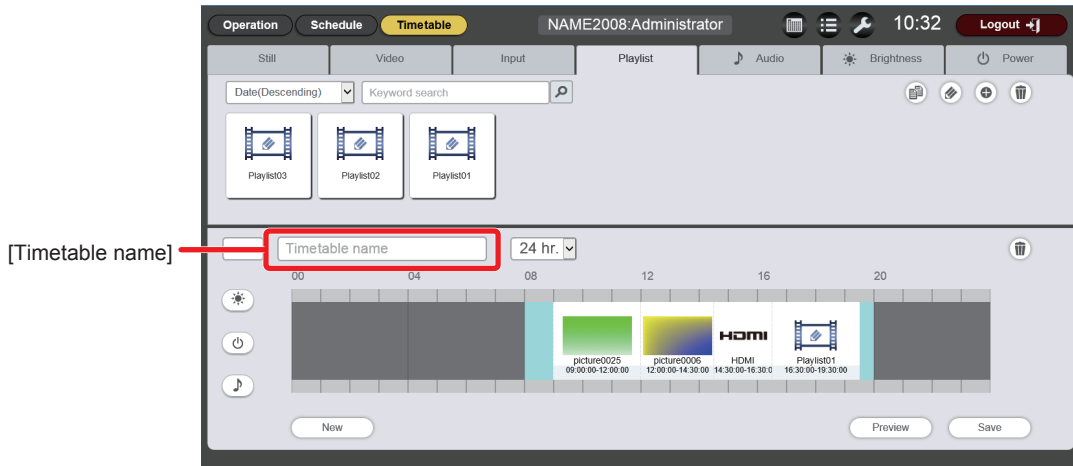 Operation Schedule Timetable NAME2008:Administrator 10:32 Logout
Still Video Input Playlist Audio Brightness Power
Date(Descending) Keyword search
Playlist03 Playlist02 Playlist01
[Timetable name] Timetable name 24 hr.
00 04 08 12 16 20
HDMI
picture0025 picture0006 HDMI Playlist01
09:00:00-12:00:00 12:00:00-14:30:00 14:30:00-16:30:0 16:30:00-19:30:00
New Preview Save